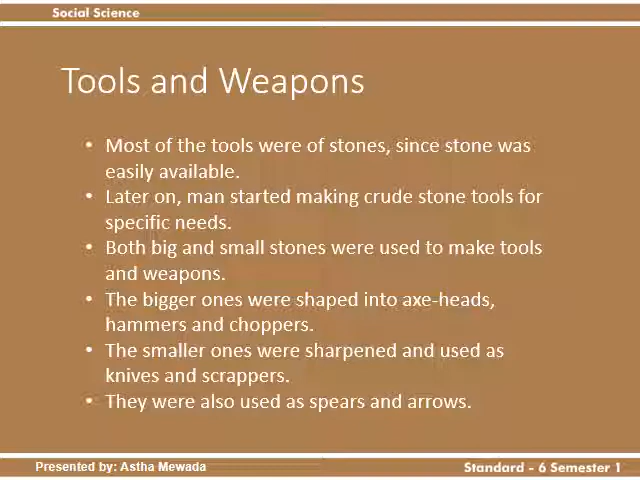 Social Science
Tools and Weapons
• Most of the tools were of stones, since stone was
easily available.
• Later on, man started making crude stone tools for
specific needs.
• Both big and small stones were used to make tools
and weapons.
• The bigger ones were shaped into axe-heads,
hammers and choppers.
• The smaller ones were sharpened and used as
knives and scrappers.
• They were also used as spears and arrows.
Presented by: Astha Mewada
Standard - 6 Semester 1